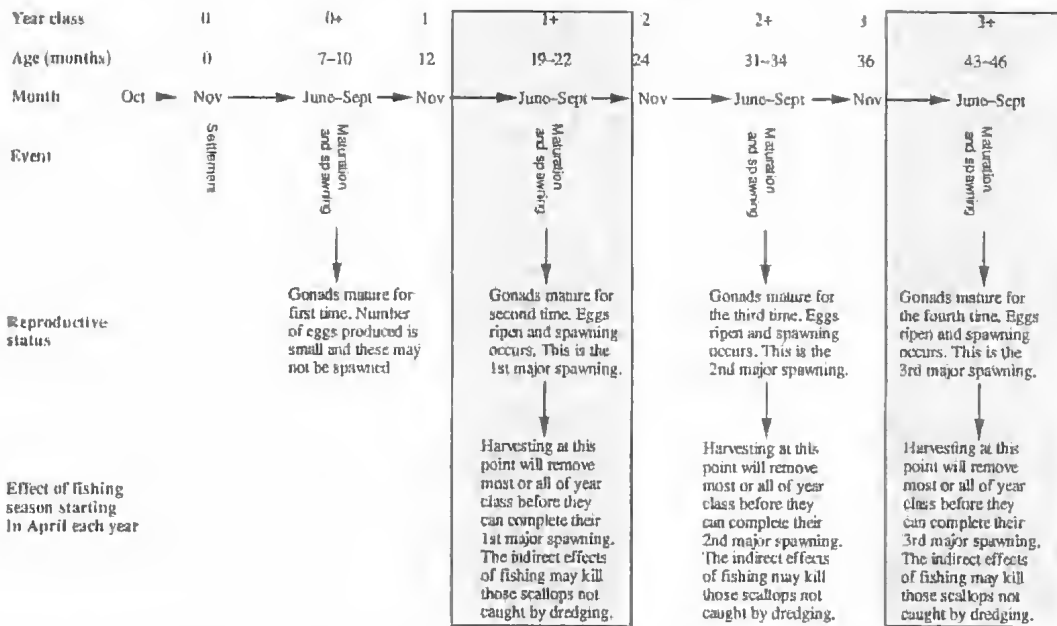 Year class 0 0+ 1 1+ 2 2+ 3 3+
Age (months) 0 7–10 12 19–22 24 31–34 36 43–46
Month Oct Nov June–Sept Nov June–Sept Nov June–Sept Nov June–Sept
Event
Settlement
Maturation
and spawning
Maturation
and spawning
Maturation
and spawning
Maturation
and spawning
Reproductive
status
Gonads mature for
first time. Number
of eggs produced is
small and these may
not be spawned
Gonads mature for
second time. Eggs
ripen and spawning
occurs. This is the
1st major spawning.
Gonads mature for
the third time. Eggs
ripen and spawning
occurs. This is the
2nd major spawning.
Gonads mature for
the fourth time. Eggs
ripen and spawning
occurs. This is the
3rd major spawning.
Effect of fishing
season starting
In April each year
Harvesting at this
point will remove
most or all of year
class before they
can complete their
1st major spawning.
The indirect effects
of fishing may kill
those scallops not
caught by dredging.
Harvesting at this
point will remove
most or all of year
class before they
can complete their
2nd major spawning.
The indirect effects
of fishing may kill
those scallops not
caught by dredging.
Harvesting at this
point will remove
most or all of year
class before they
can complete their
3rd major spawning.
The indirect effects
of fishing may kill
those scallops not
caught by dredging.